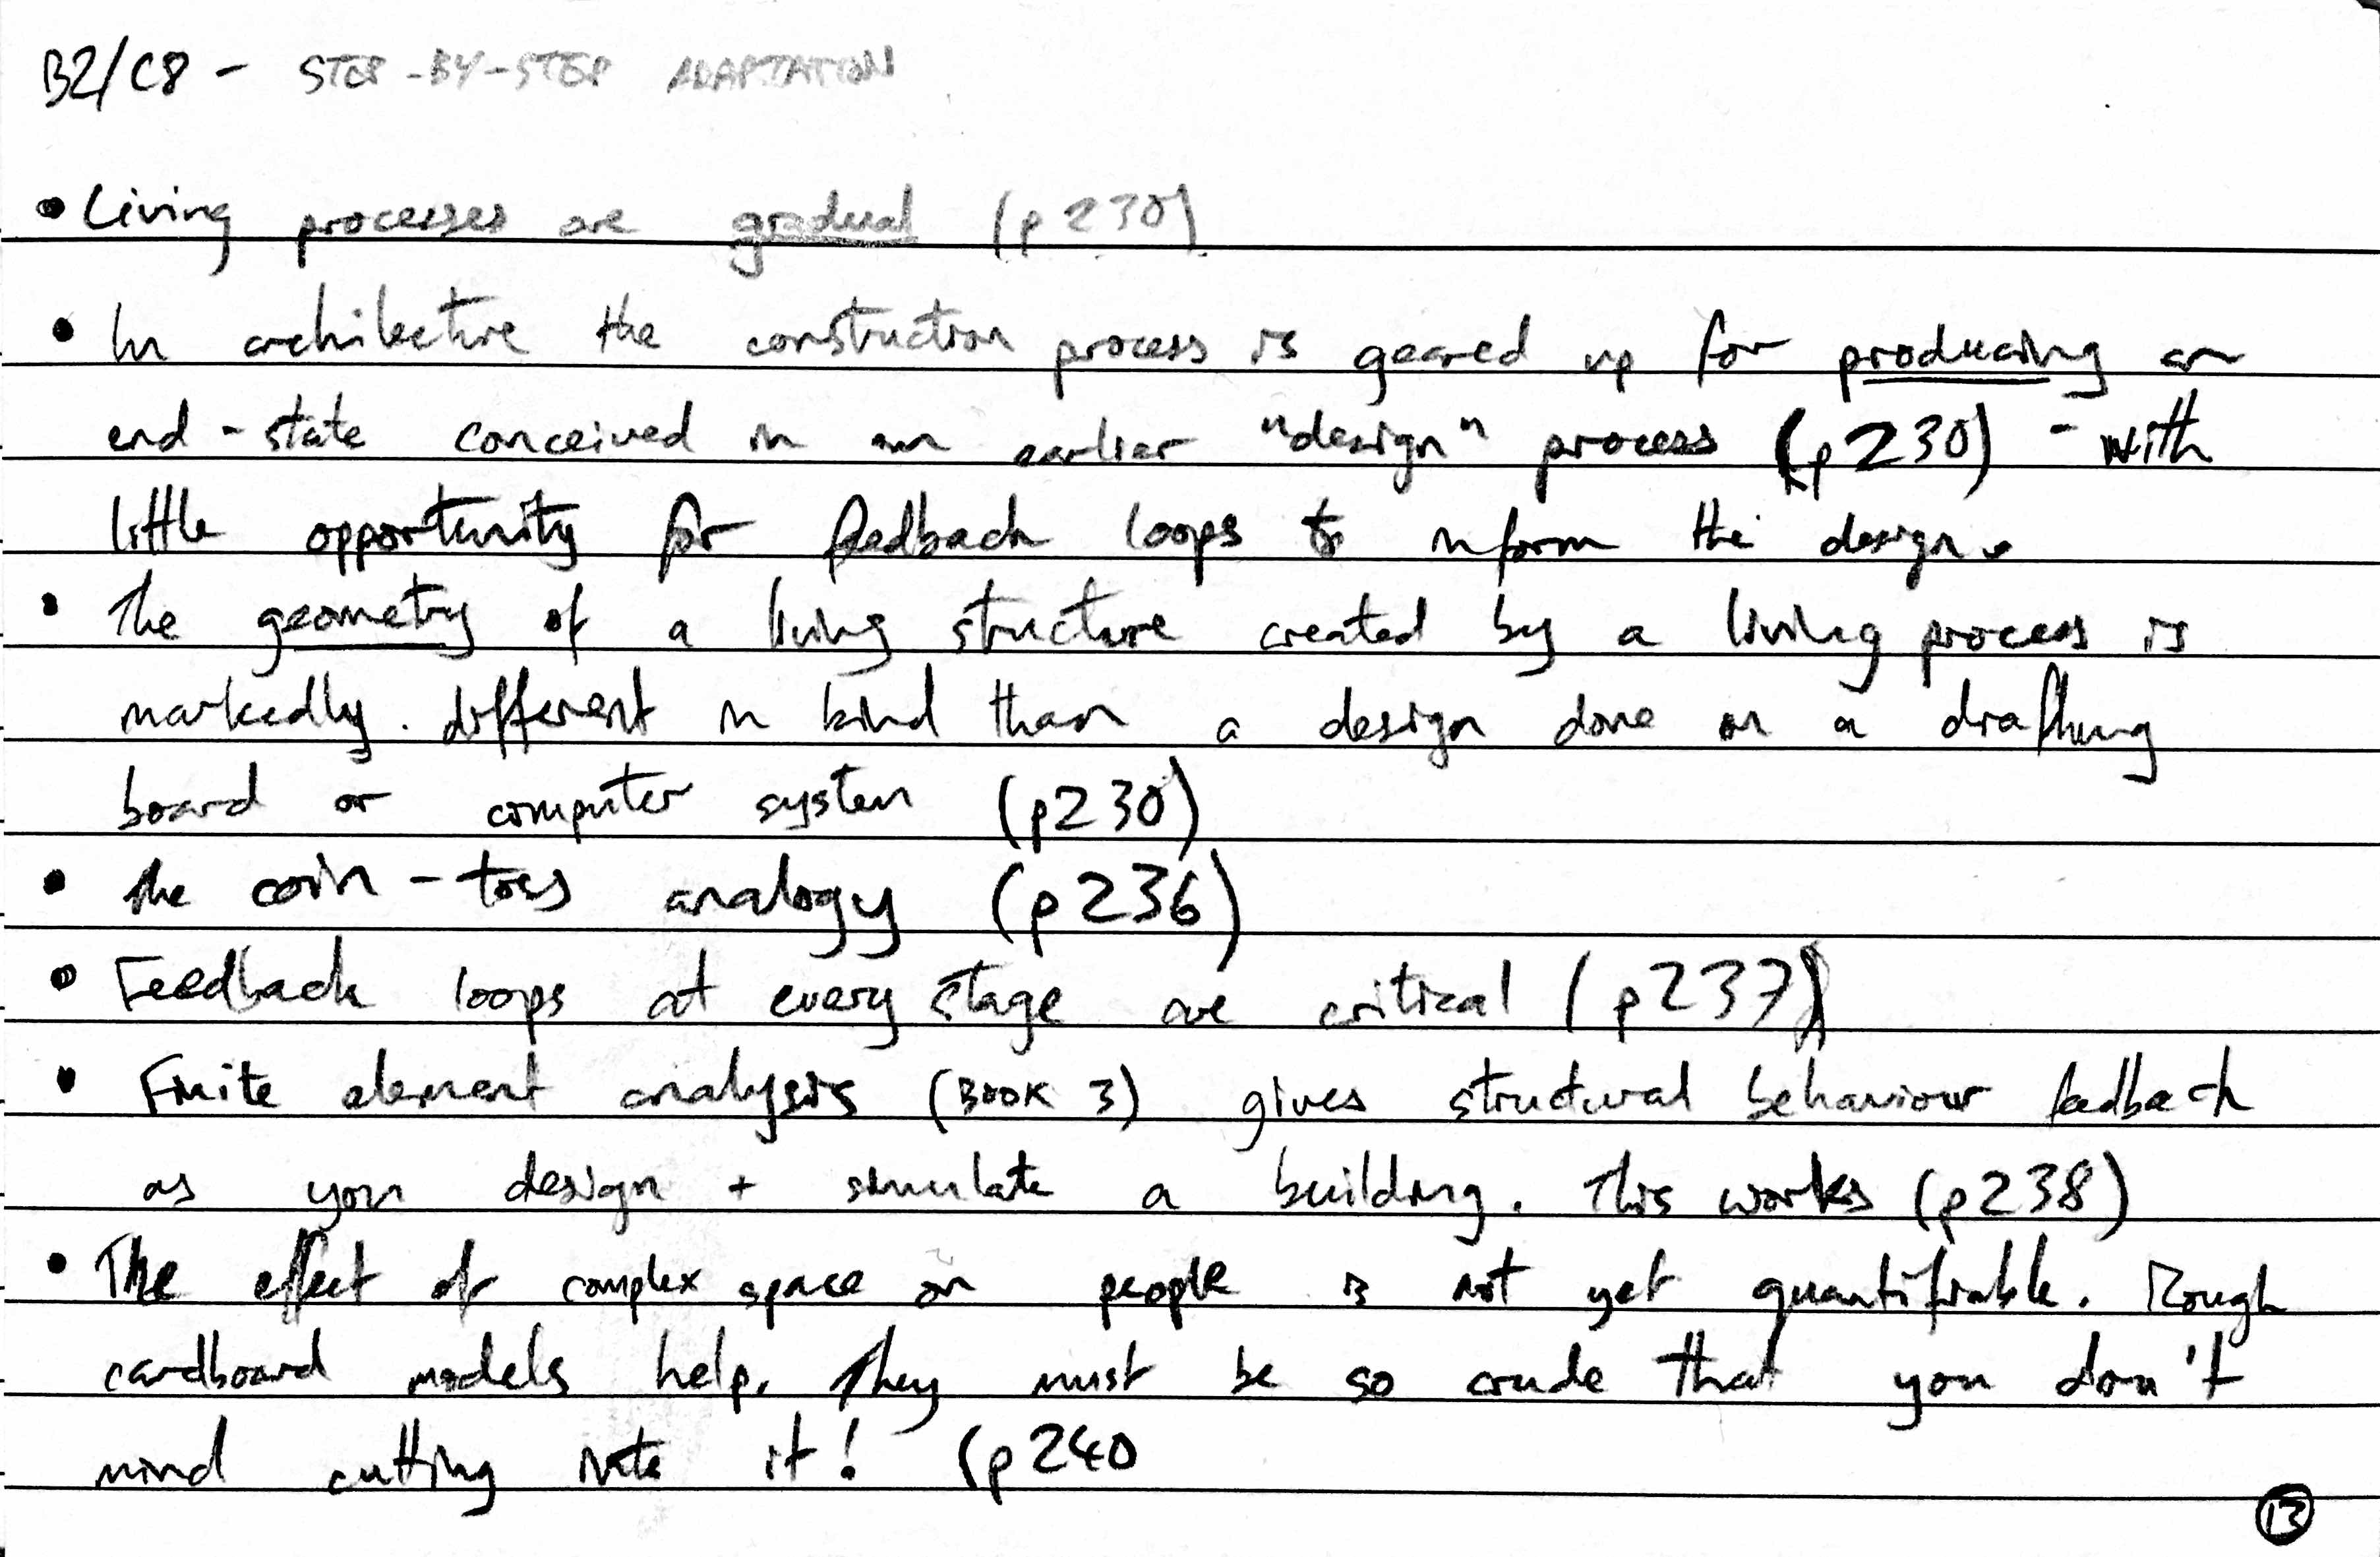 B2/C8 - STEP-BY-STEP ADAPTATION
• Living processes are gradual (p230)
• In architecture the construction process is geared up for producing an
end-state conceived in an earlier "design" process (p230) - with
little opportunity for feedback loops to inform the design.
• The geometry of a living structure created by a living process is
markedly different in kind than a design done on a drafting
board or computer system (p230)
• The coin-toss analogy (p236)
• Feedback loops at every stage are critical (p237)
• Finite element analysis (BOOK 3) gives structural behaviour feedback
as you design + simulate a building. This works (p238)
• The effect of complex space on people is not yet quantifiable. Rough
cardboard models help. They must be so crude that you don't
mind cutting into it! (p240
13